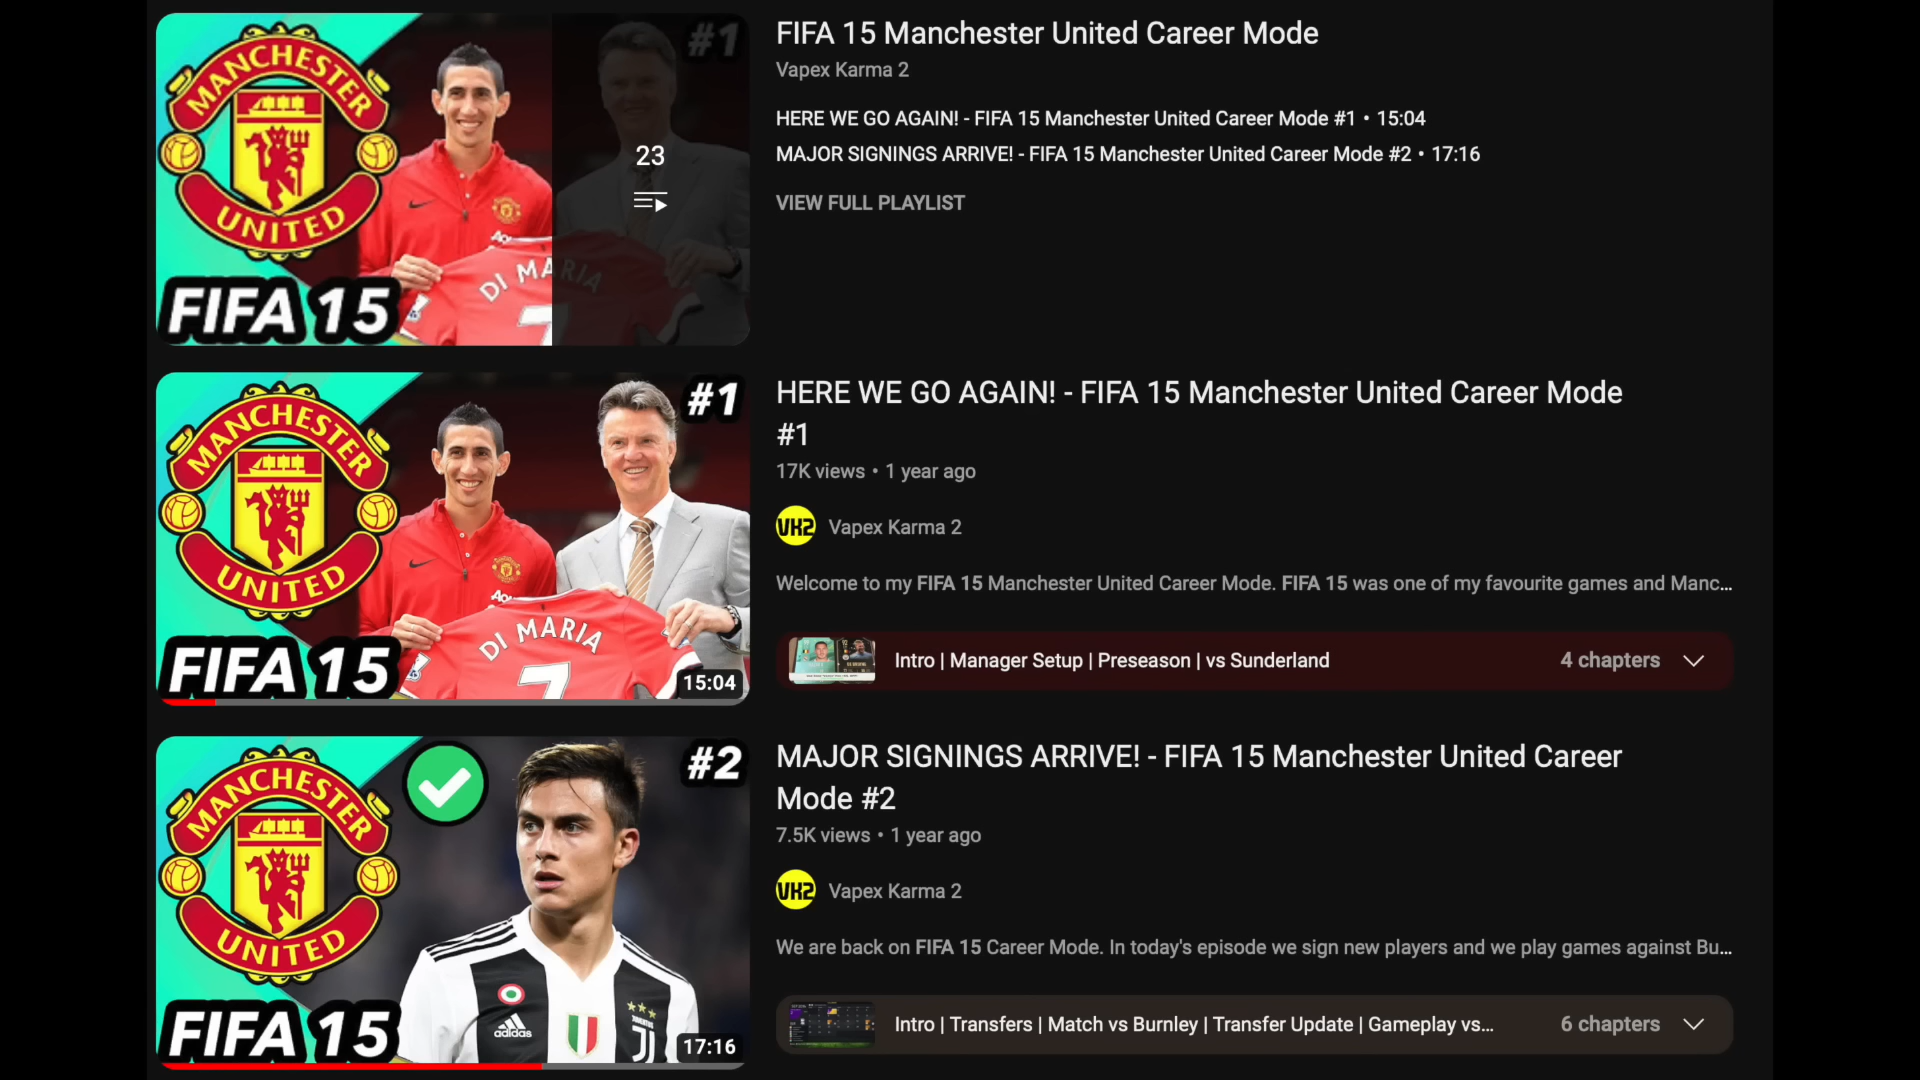 MANCHESTER
UNITED
FIFA 15
#1
DI MARIA
7
23
FIFA 15 Manchester United Career Mode
Vapex Karma 2
HERE WE GO AGAIN! - FIFA 15 Manchester United Career Mode #1 • 15:04
MAJOR SIGNINGS ARRIVE! - FIFA 15 Manchester United Career Mode #2 • 17:16
VIEW FULL PLAYLIST
MANCHESTER
UNITED
FIFA 15
#1
DI MARIA
7
15:04
HERE WE GO AGAIN! - FIFA 15 Manchester United Career Mode
#1
17K views • 1 year ago
VK2 Vapex Karma 2
Welcome to my FIFA 15 Manchester United Career Mode. FIFA 15 was one of my favourite games and Manc...
Intro | Manager Setup | Preseason | vs Sunderland 4 chapters
MANCHESTER
UNITED
FIFA 15
#2
adidas
JUVENTUS
17:16
MAJOR SIGNINGS ARRIVE! - FIFA 15 Manchester United Career
Mode #2
7.5K views • 1 year ago
VK2 Vapex Karma 2
We are back on FIFA 15 Career Mode. In today's episode we sign new players and we play games against Bu...
Intro | Transfers | Match vs Burnley | Transfer Update | Gameplay vs... 6 chapters